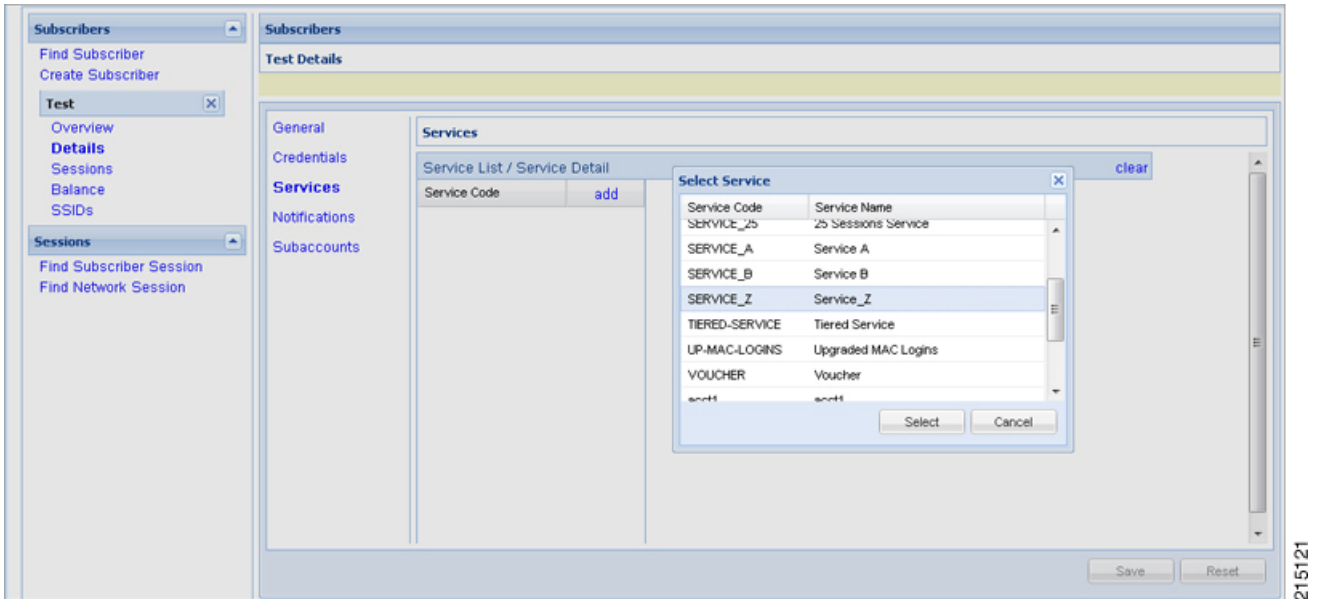 Subscribers
Find Subscriber
Create Subscriber
Test
Overview
Details
Sessions
Balance
SSIDs
Sessions
Find Subscriber Session
Find Network Session
Subscribers
Test Details
General
Credentials
Services
Notifications
Subaccounts
Services
Service List / Service Detail
clear
Service Code add
Select Service
Service Code Service Name
SERVICE_25 25 Sessions Service
SERVICE_A Service A
SERVICE_B Service B
SERVICE_Z Service_Z
TIERED-SERVICE Tiered Service
UP-MAC-LOGINS Upgraded MAC Logins
VOUCHER Voucher
acct1 acct1
Select Cancel
Save Reset
215121